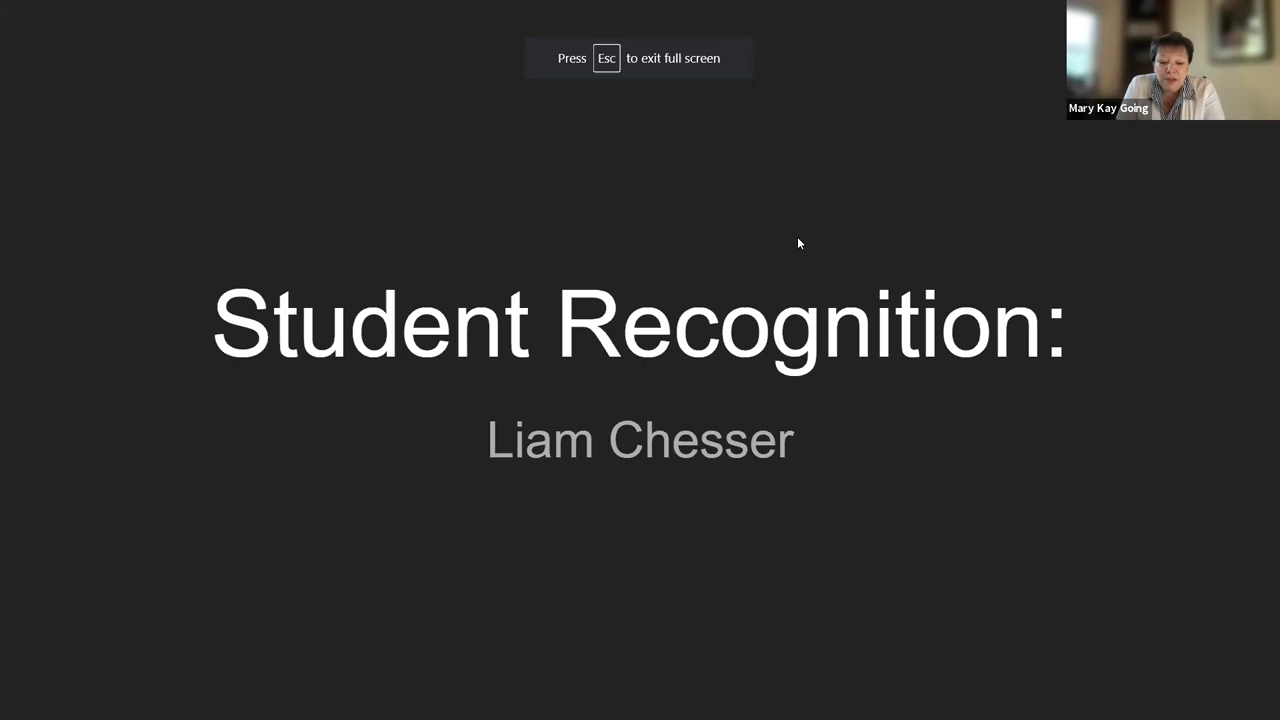 Press Esc to exit full screen
Mary Kay Going
Student Recognition:
Liam Chesser